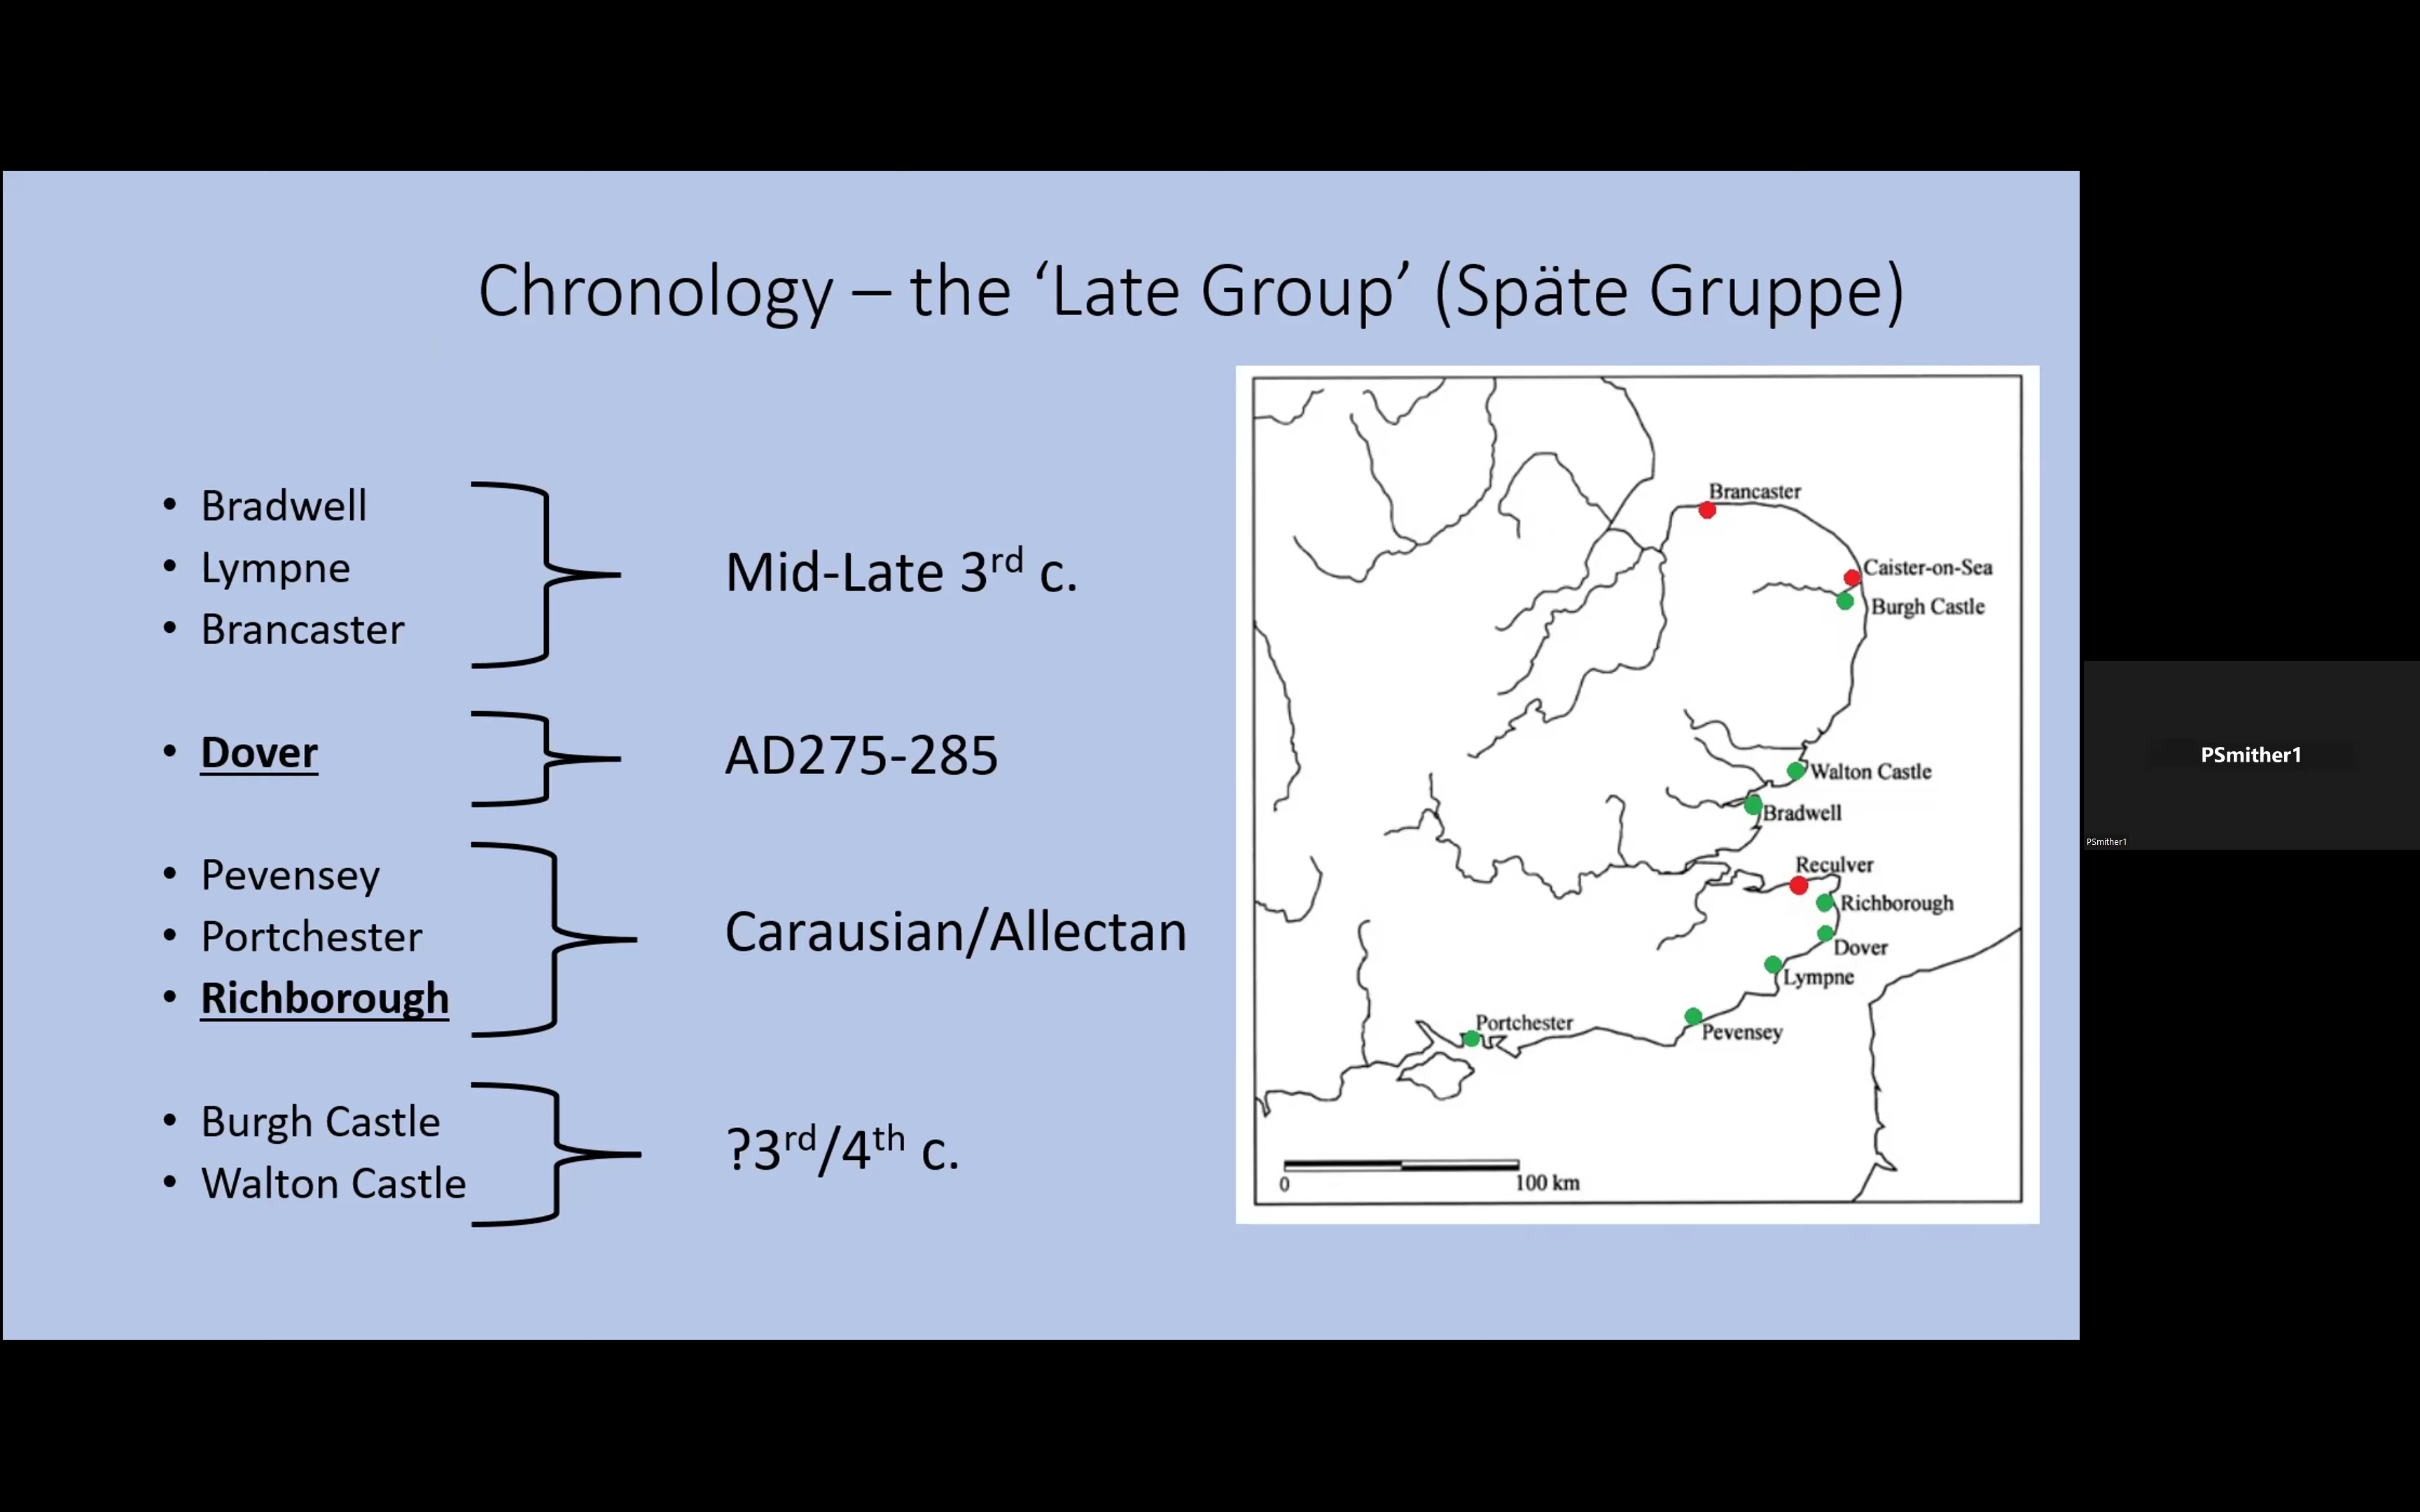 Chronology – the ‘Late Group’ (Späte Gruppe)
• Bradwell
• Lympne
• Brancaster
Mid-Late 3rd c.
• Dover
AD275-285
• Pevensey
• Portchester
• Richborough
Carausian/Allectan
• Burgh Castle
• Walton Castle
?3rd/4th c.
Brancaster
Caister-on-Sea
Burgh Castle
Walton Castle
Bradwell
Reculver
Richborough
Dover
Lympne
Portchester
Pevensey
0 100 km
PSmither1
PSmither1